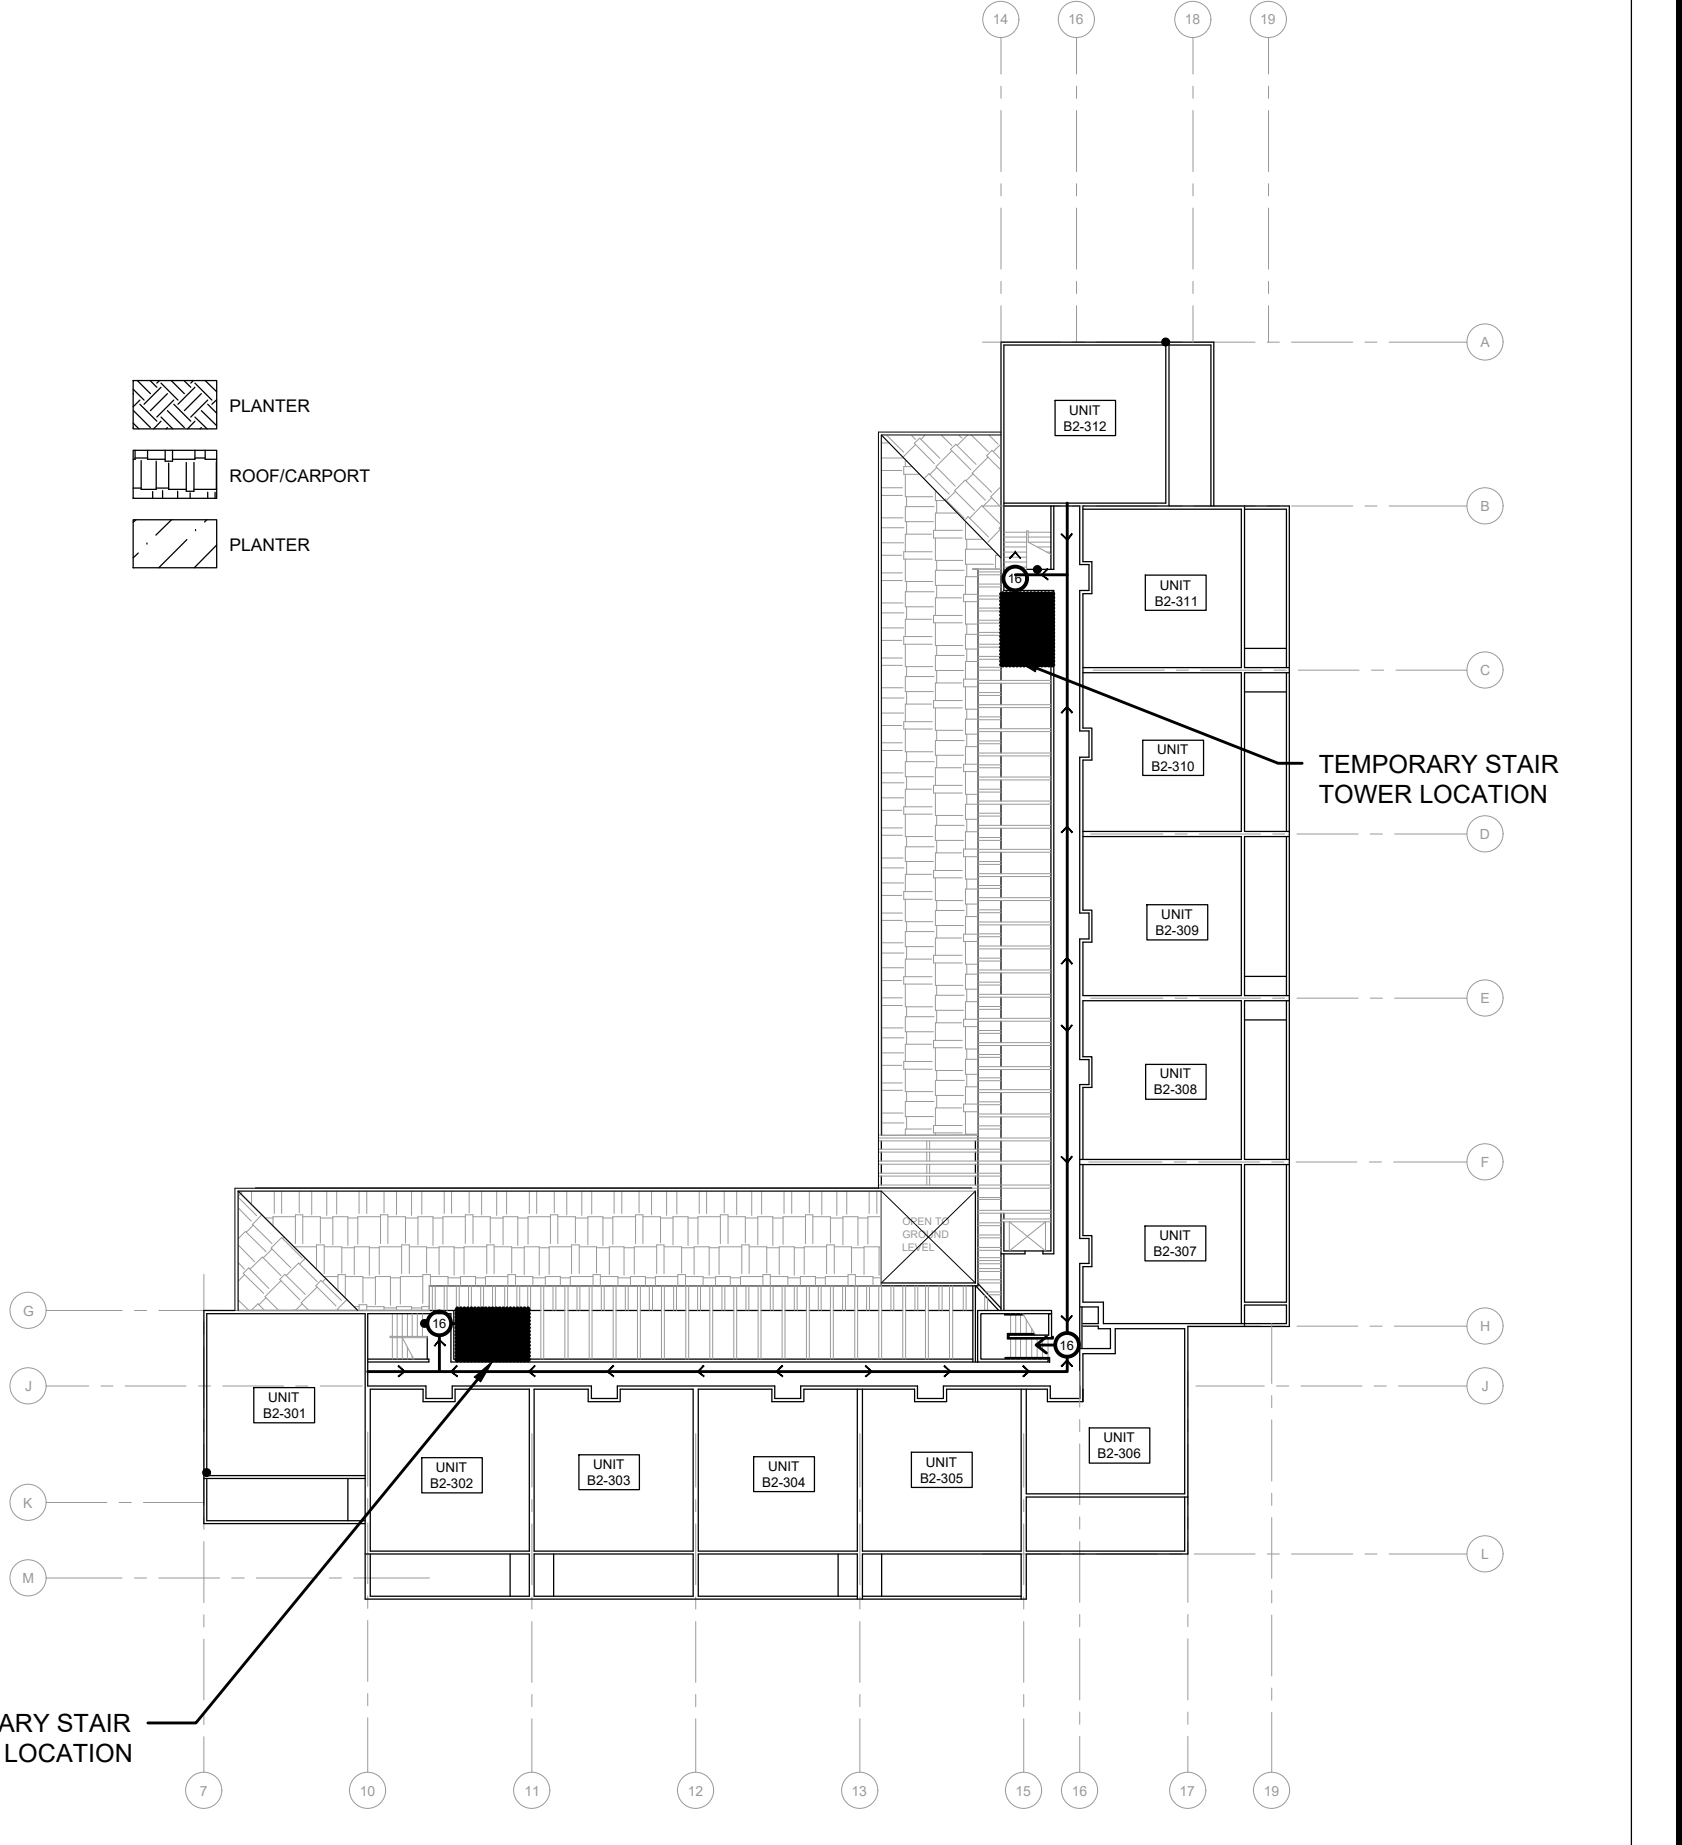 14
16
18
19
A
PLANTER
ROOF/CARPORT
PLANTER
UNIT
B2-312
B
16
UNIT
B2-311
C
UNIT
B2-310
TEMPORARY STAIR
TOWER LOCATION
D
UNIT
B2-309
E
UNIT
B2-308
F
OPEN TO
GROUND
LEVEL
UNIT
B2-307
G
H
16
16
J
J
UNIT
B2-301
UNIT
B2-302
UNIT
B2-303
UNIT
B2-304
UNIT
B2-305
UNIT
B2-306
K
L
M
ARY STAIR
LOCATION
7
10
11
12
13
15
16
17
19